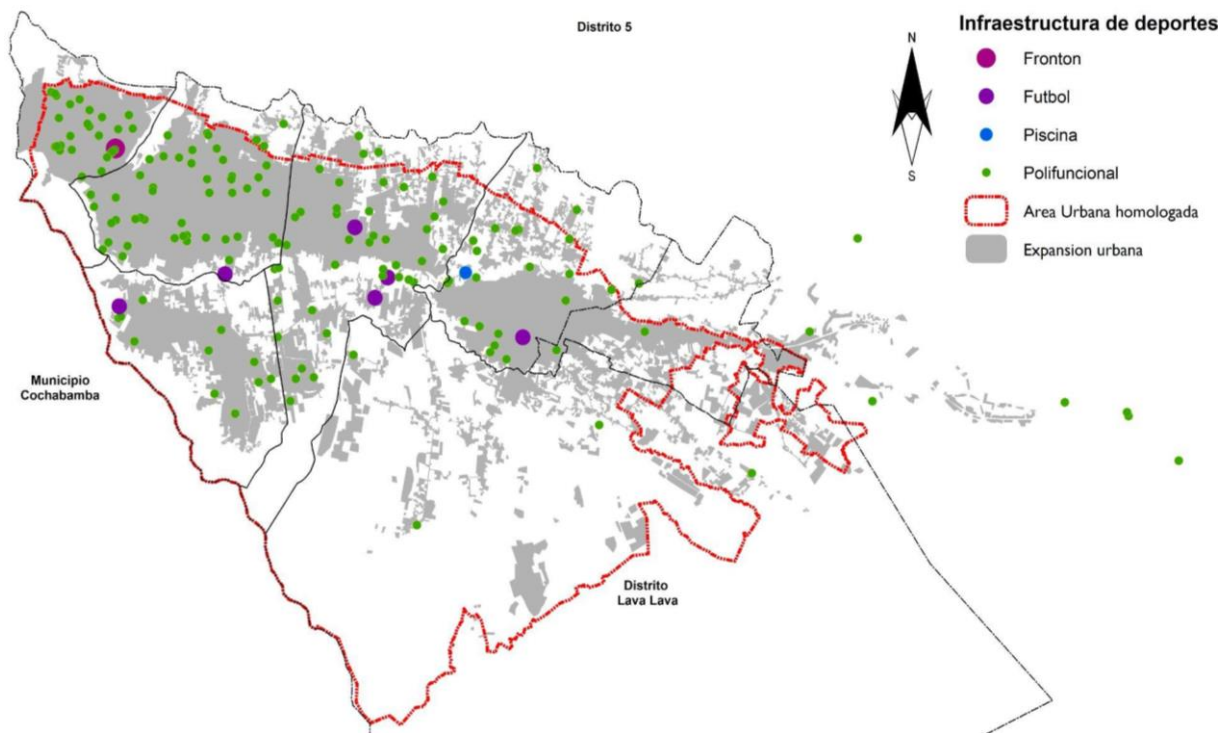 Distrito 5
Infraestructura de deportes
N
S
Fronton
Futbol
Piscina
Polifuncional
Area Urbana homologada
Expansion urbana
Municipio
Cochabamba
Distrito
Lava Lava